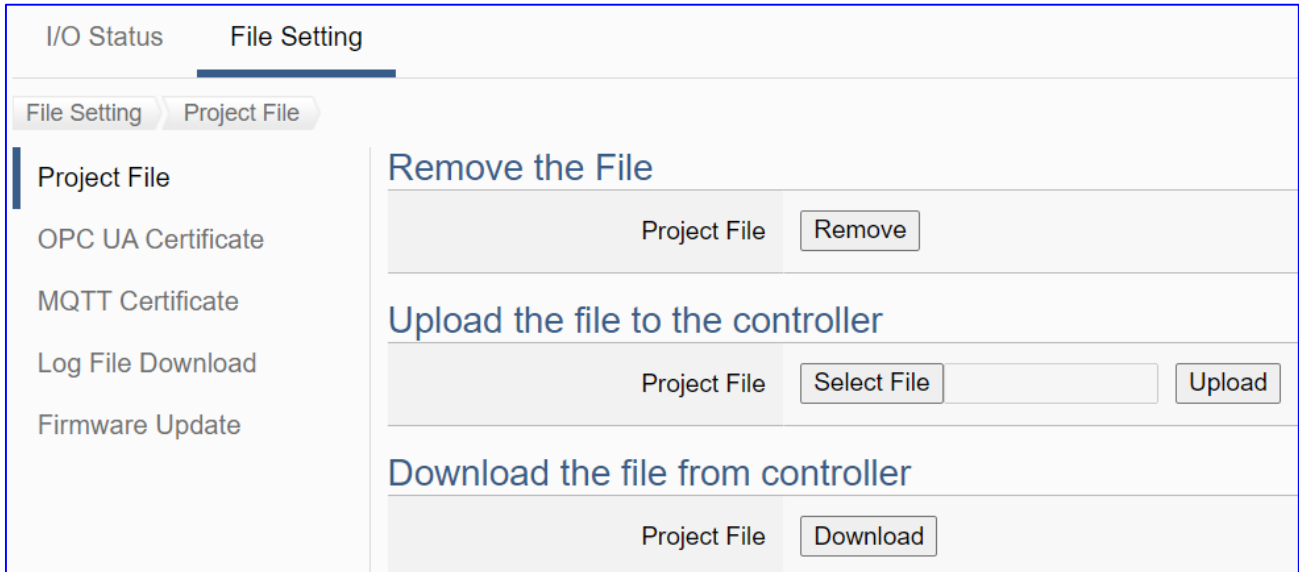 I/O Status File Setting
File Setting Project File
Project File
OPC UA Certificate
MQTT Certificate
Log File Download
Firmware Update
Remove the File
Project File Remove
Upload the file to the controller
Project File Select File Upload
Download the file from controller
Project File Download